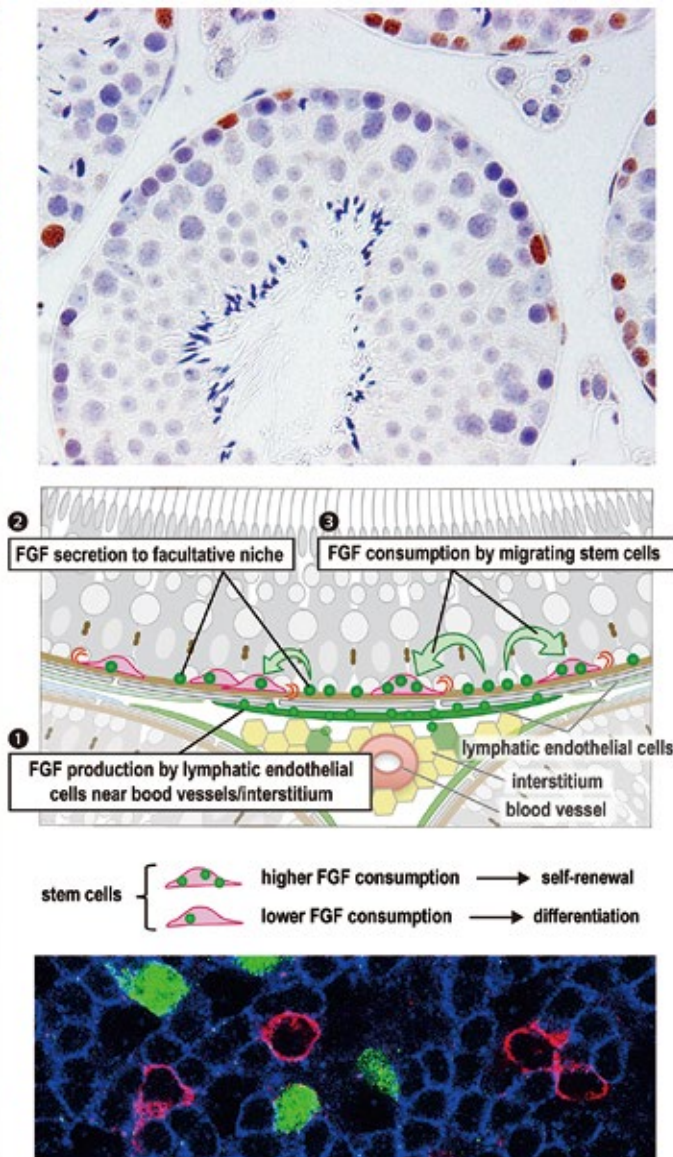 ❷
❸
FGF secretion to facultative niche
FGF consumption by migrating stem cells
❶
FGF production by lymphatic endothelial
cells near bood vessels/interstitium
lymphatic endothelial cells
interstitium
blood vessel
stem cells
higher FGF consumption
self-renewal
lower FGF consumption
differentiation